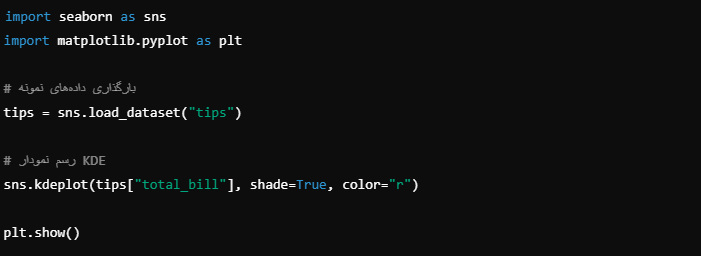 import seaborn as sns
import matplotlib.pyplot as plt
# بارگذاری داده‌های نمونه
tips = sns.load_dataset("tips")
# رسم نمودار KDE
sns.kdeplot(tips["total_bill"], shade=True, color="r")
plt.show()